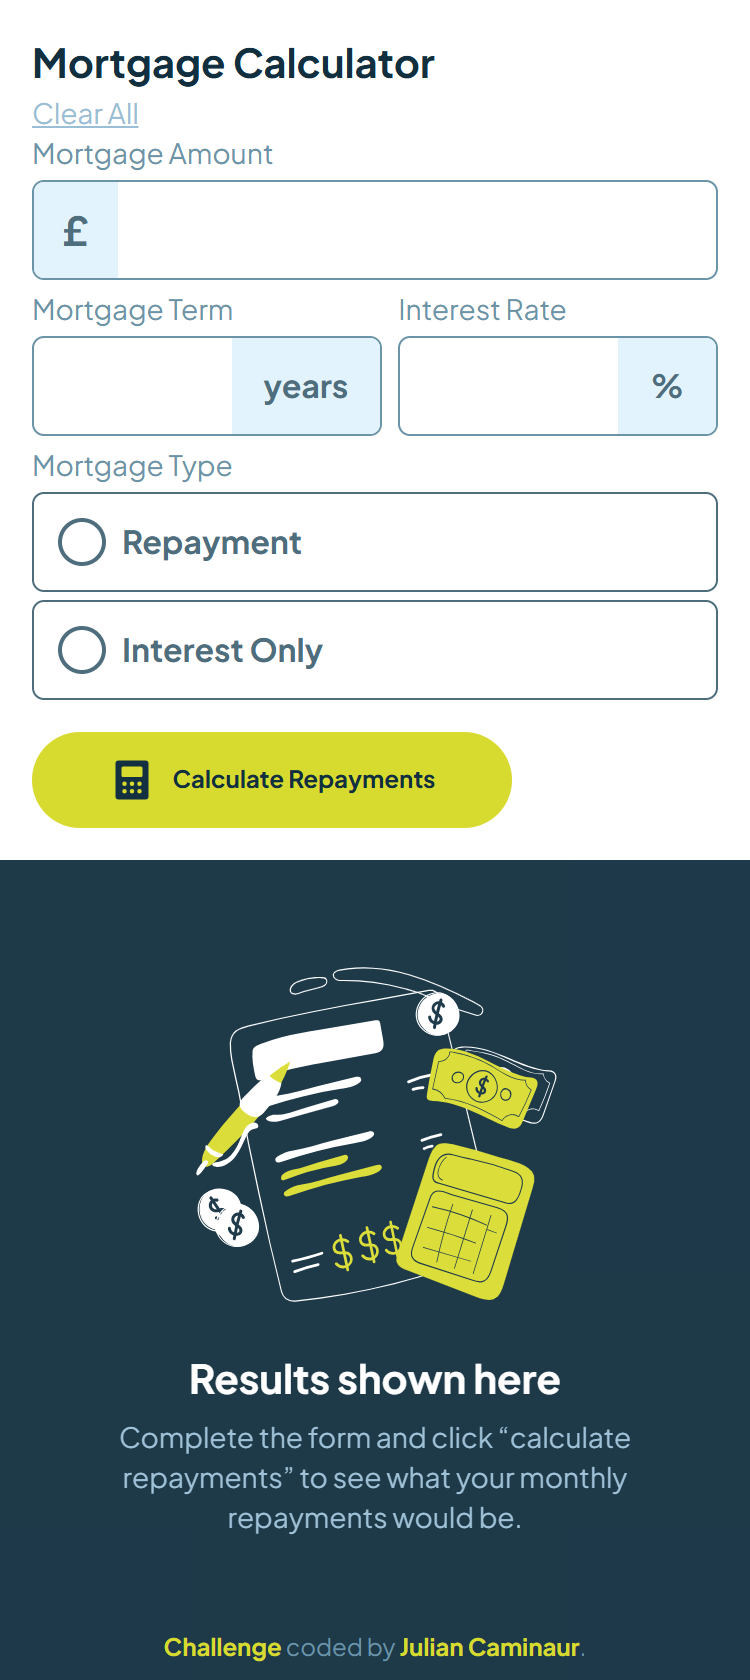 Mortgage Calculator
Clear All
Mortgage Amount
£
Mortgage Term
Interest Rate
years
%
Mortgage Type
Repayment
Interest Only
Calculate Repayments
$
$
$
$
$$$
Results shown here
Complete the form and click “calculate
repayments” to see what your monthly
repayments would be.
Challenge coded by Julian Caminaur.